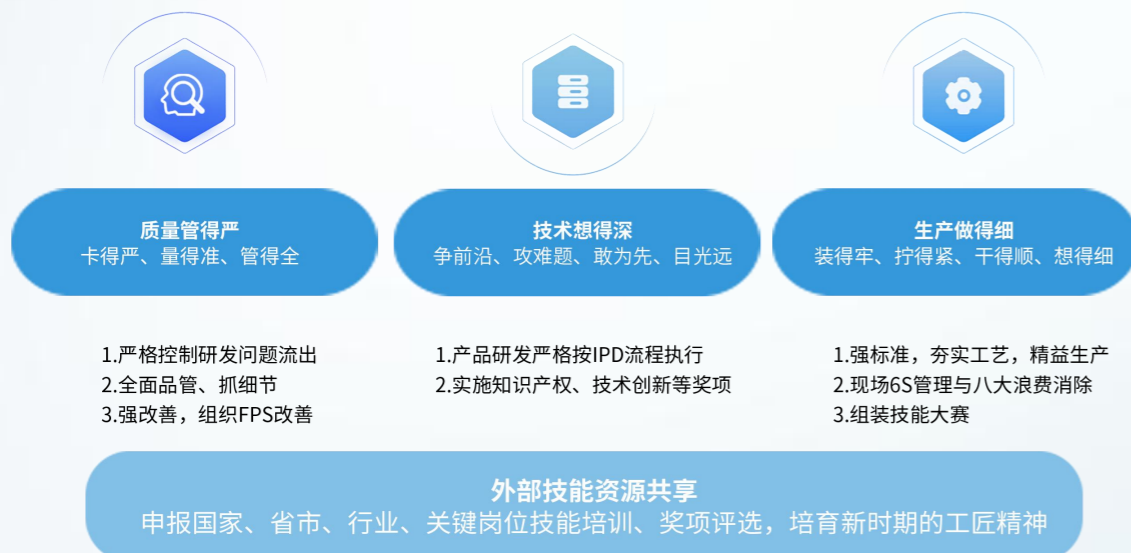 质量管得严
卡得严、量得准、管得全
技术想得深
争前沿、攻难题、敢为先、目光远
生产做得细
装得牢、拧得紧、干得顺、想得细
1.严格控制研发问题流出
2.全面品管、抓细节
3.强改善，组织FPS改善
1.产品研发严格按IPD流程执行
2.实施知识产权、技术创新等奖项
1.强标准，夯实工艺，精益生产
2.现场6S管理与八大浪费消除
3.组装技能大赛
外部技能资源共享
申报国家、省市、行业、关键岗位技能培训、奖项评选，培育新时期的工匠精神